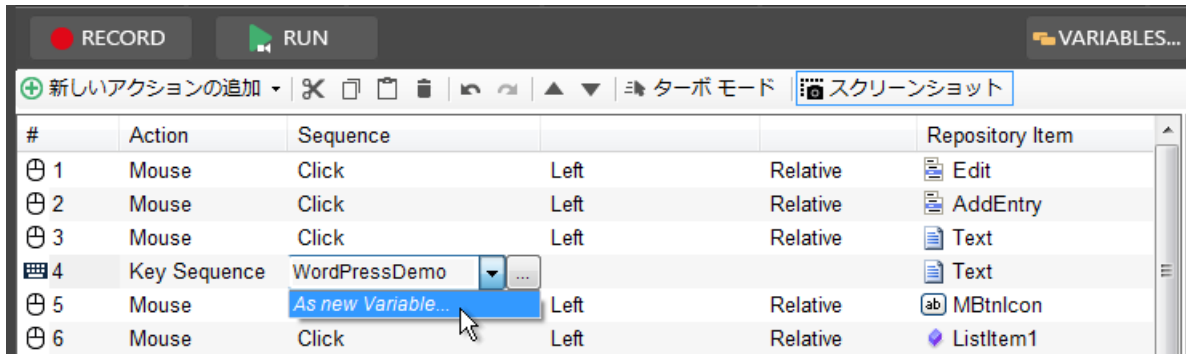 RECORD RUN VARIABLES...
新しいアクションの追加 ターボ モード スクリーンショット
# Action Sequence Repository Item
1 Mouse Click Left Relative Edit
2 Mouse Click Left Relative AddEntry
3 Mouse Click Left Relative Text
4 Key Sequence WordPressDemo ... Text
5 Mouse As new Variable... Left Relative ab MBtnIcon
6 Mouse Click Left Relative ListItem1